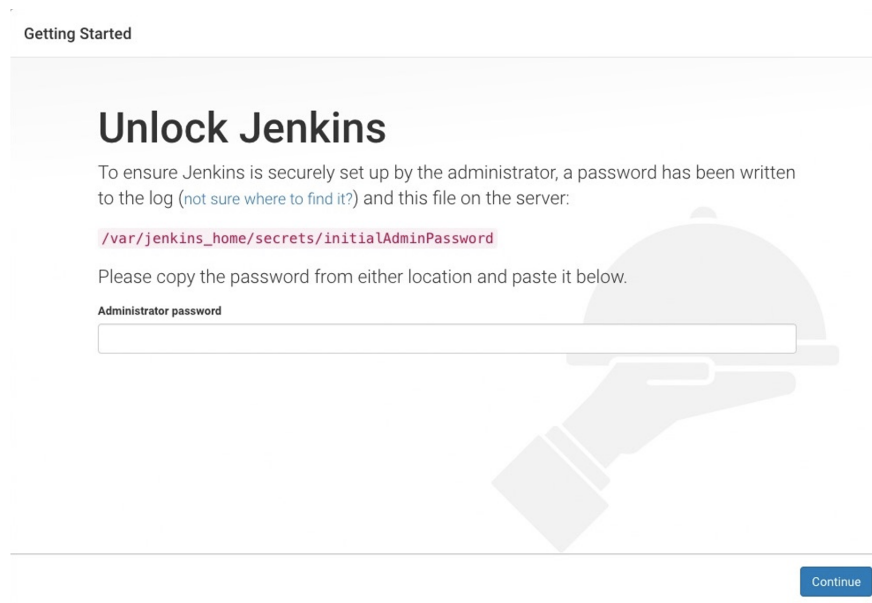 Getting Started
Unlock Jenkins
To ensure Jenkins is securely set up by the administrator, a password has been written
to the log (not sure where to find it?) and this file on the server:
/var/jenkins_home/secrets/initialAdminPassword
Please copy the password from either location and paste it below.
Administrator password
Continue